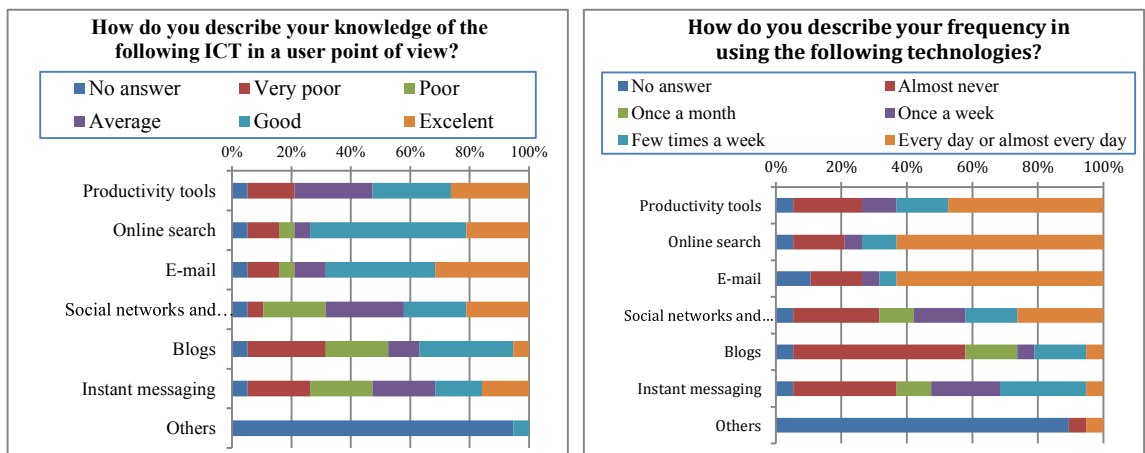 How do you describe your knowledge of the
following ICT in a user point of view?
No answer Very poor Poor
Average Good Excelent
0% 20% 40% 60% 80% 100%
Productivity tools
Online search
E-mail
Social networks and…
Blogs
Instant messaging
Others
How do you describe your frequency in
using the following technologies?
No answer Almost never
Once a month Once a week
Few times a week Every day or almost every day
0% 20% 40% 60% 80% 100%
Productivity tools
Online search
E-mail
Social networks and…
Blogs
Instant messaging
Others